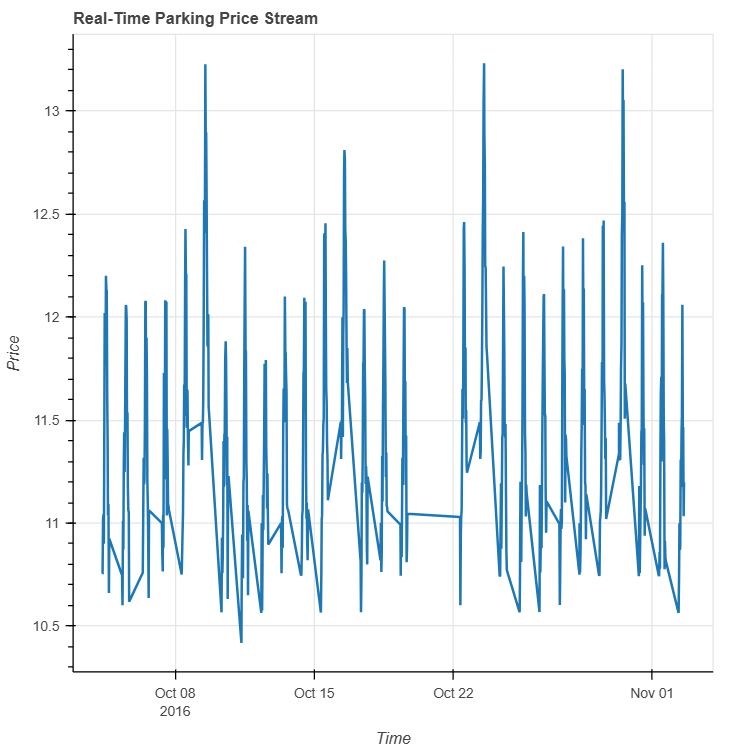 Real-Time Parking Price Stream
Price
13
12.5
12
11.5
11
10.5
Oct 08
2016
Oct 15
Oct 22
Nov 01
Time